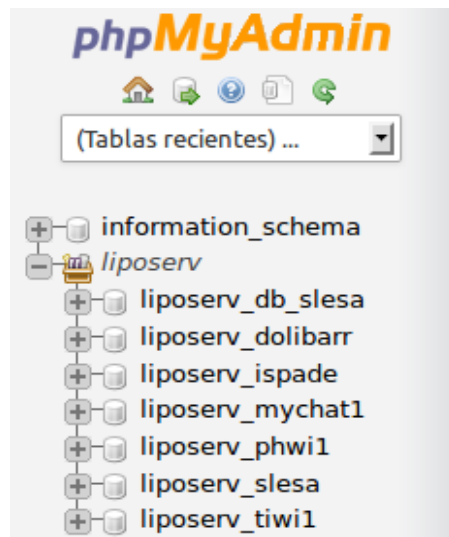 phpMyAdmin
(Tablas recientes) ...
information_schema
liposerv
liposerv_db_slesa
liposerv_dolibarr
liposerv_ispade
liposerv_mychat1
liposerv_phwi1
liposerv_slesa
liposerv_tiwi1